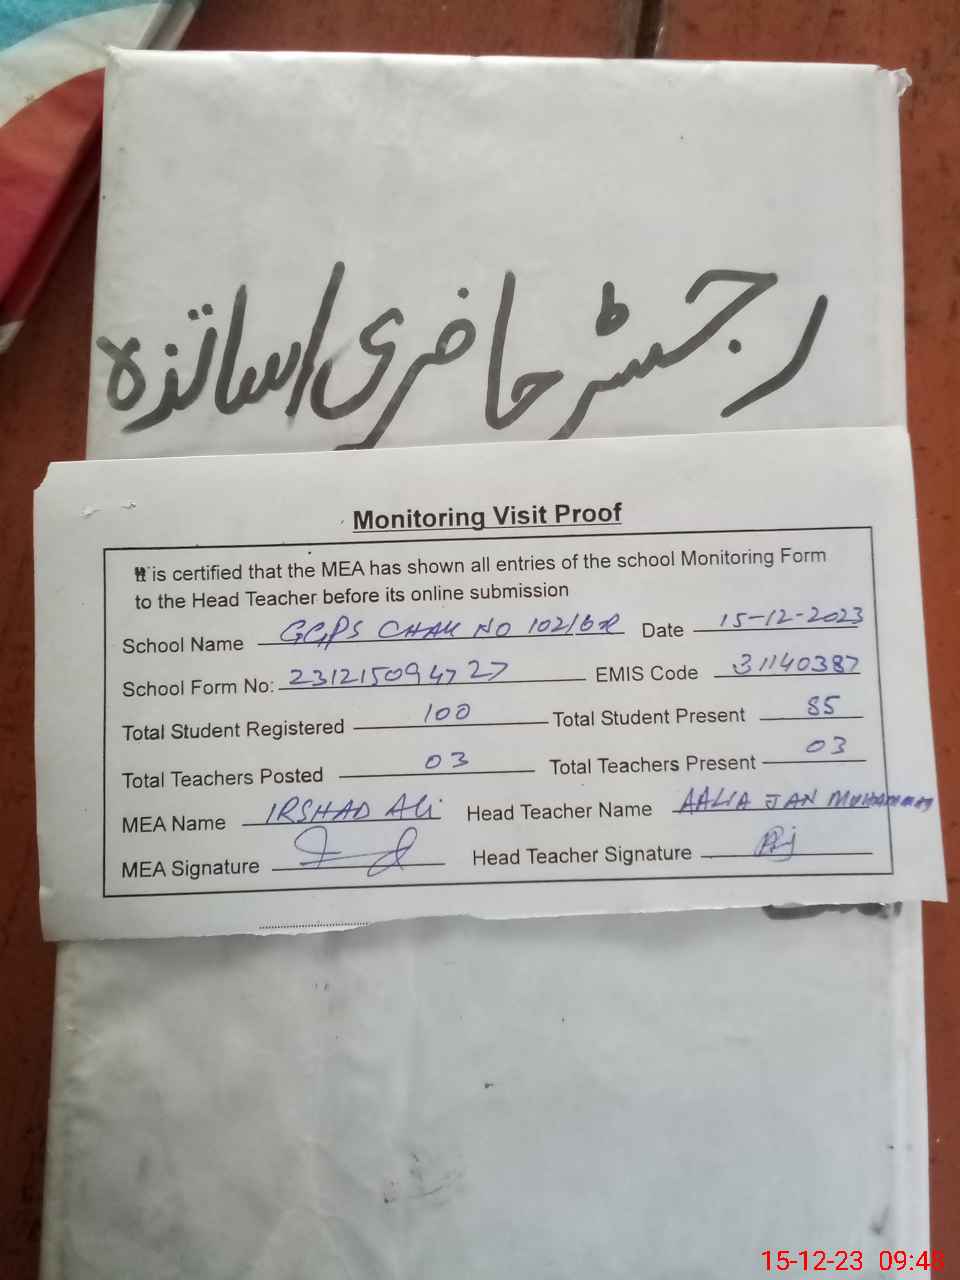 رجسٹر حاضری اساتذہ
Monitoring Visit Proof
It is certified that the MEA has shown all entries of the school Monitoring Form
to the Head Teacher before its online submission
School Name GGPS CHAK NO 102/6R Date 15-12-2023
School Form No: 231215094727 EMIS Code 31140387
Total Student Registered 100 Total Student Present 85
Total Teachers Posted 03 Total Teachers Present 03
MEA Name IRSHAD ALI Head Teacher Name AALIA JAN MUHAMMAD
MEA Signature Head Teacher Signature
15-12-23 09:48